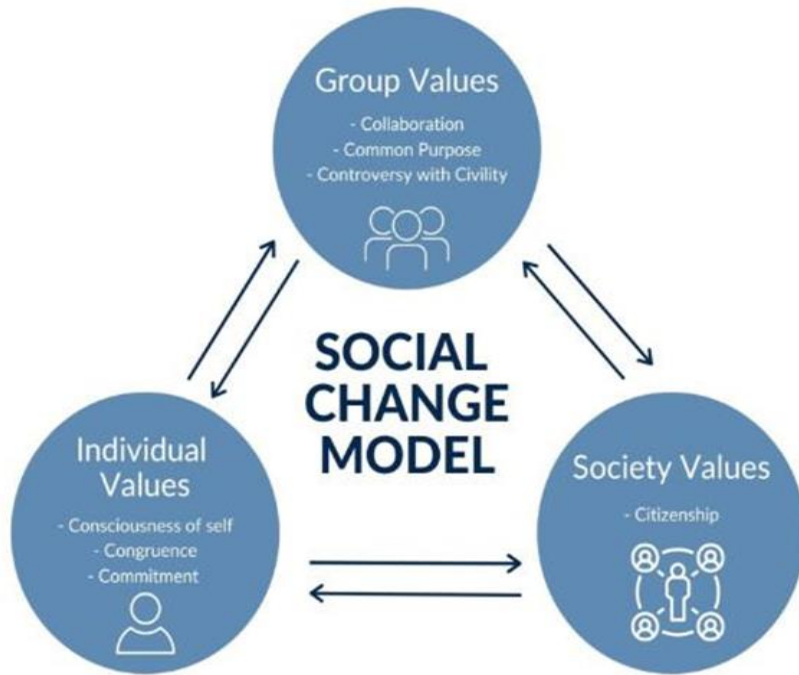 Group Values
- Collaboration
- Common Purpose
- Controversy with Civility
SOCIAL
CHANGE
MODEL
Individual
Values
- Consciousness of self
- Congruence
- Commitment
Society Values
- Citizenship